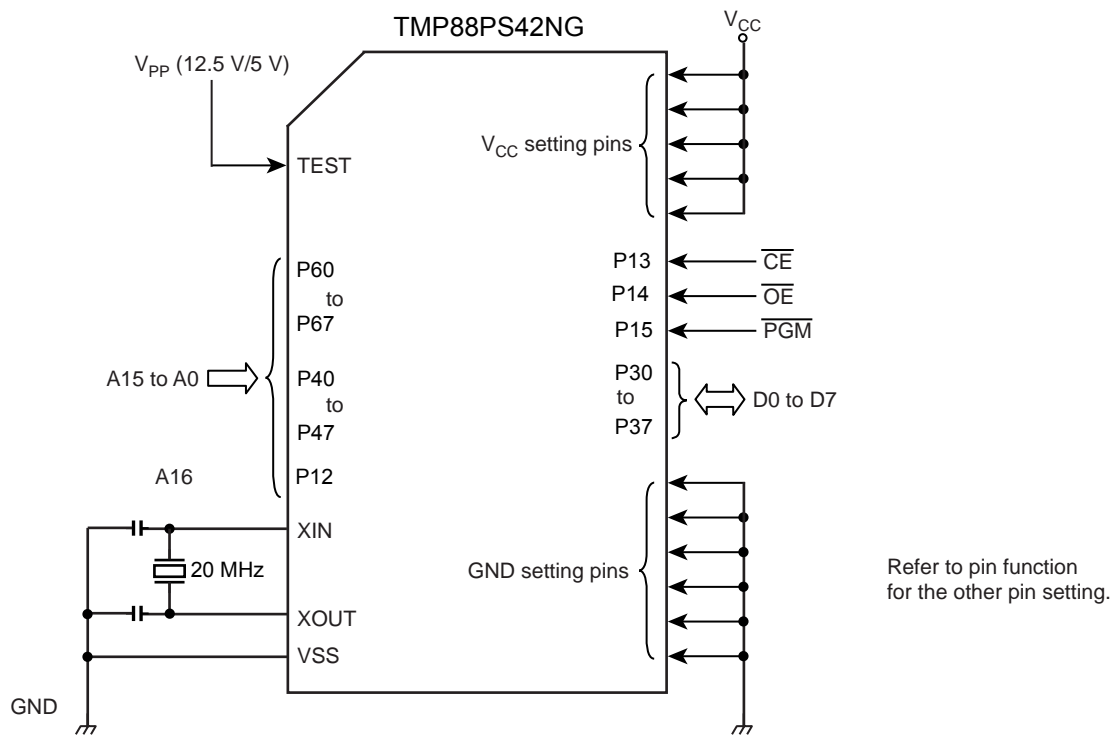 TMP88PS42NG
VCC
VPP (12.5 V/5 V)
VCC setting pins
TEST
P13
CE
P60
P14
OE
to
P67
P15
PGM
P30
A15 to A0
P40
to
D0 to D7
to
P37
P47
A16
P12
XIN
20 MHz
GND setting pins
Refer to pin function
for the other pin setting.
XOUT
VSS
GND